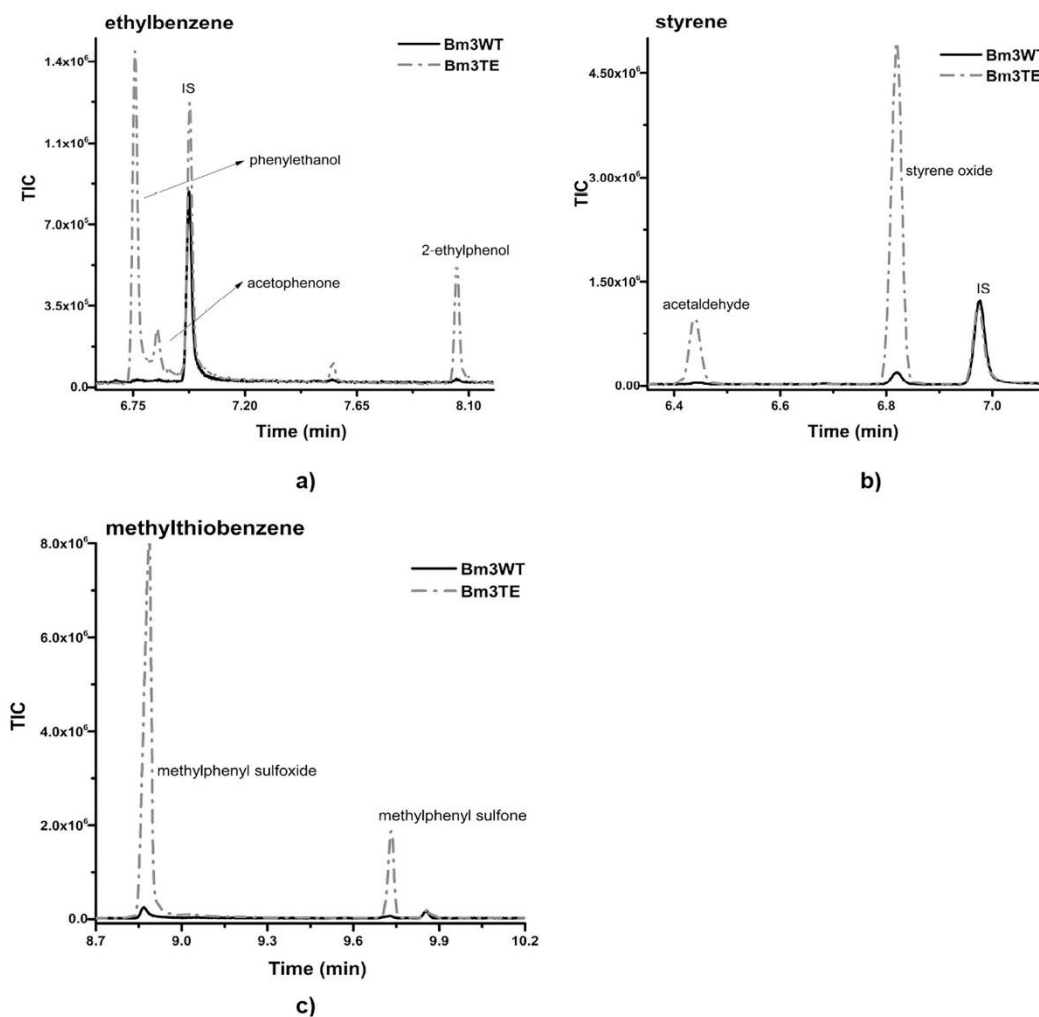 ethylbenzene
Bm3WT
Bm3TE
1.4x10⁶
1.1x10⁶
7.0x10⁵
3.5x10⁵
0.0
TIC
IS
phenylethanol
acetophenone
2-ethylphenol
6.75 7.20 7.65 8.10
Time (min)
a)
styrene
Bm3WT
Bm3TE
4.50x10⁶
3.00x10⁶
1.50x10⁶
0.00
TIC
styrene oxide
acetaldehyde
IS
6.4 6.6 6.8 7.0
Time (min)
b)
methylthiobenzene
Bm3WT
Bm3TE
8.0x10⁶
6.0x10⁶
4.0x10⁶
2.0x10⁶
0.0
TIC
methylphenyl sulfoxide
methylphenyl sulfone
8.7 9.0 9.3 9.6 9.9 10.2
Time (min)
c)